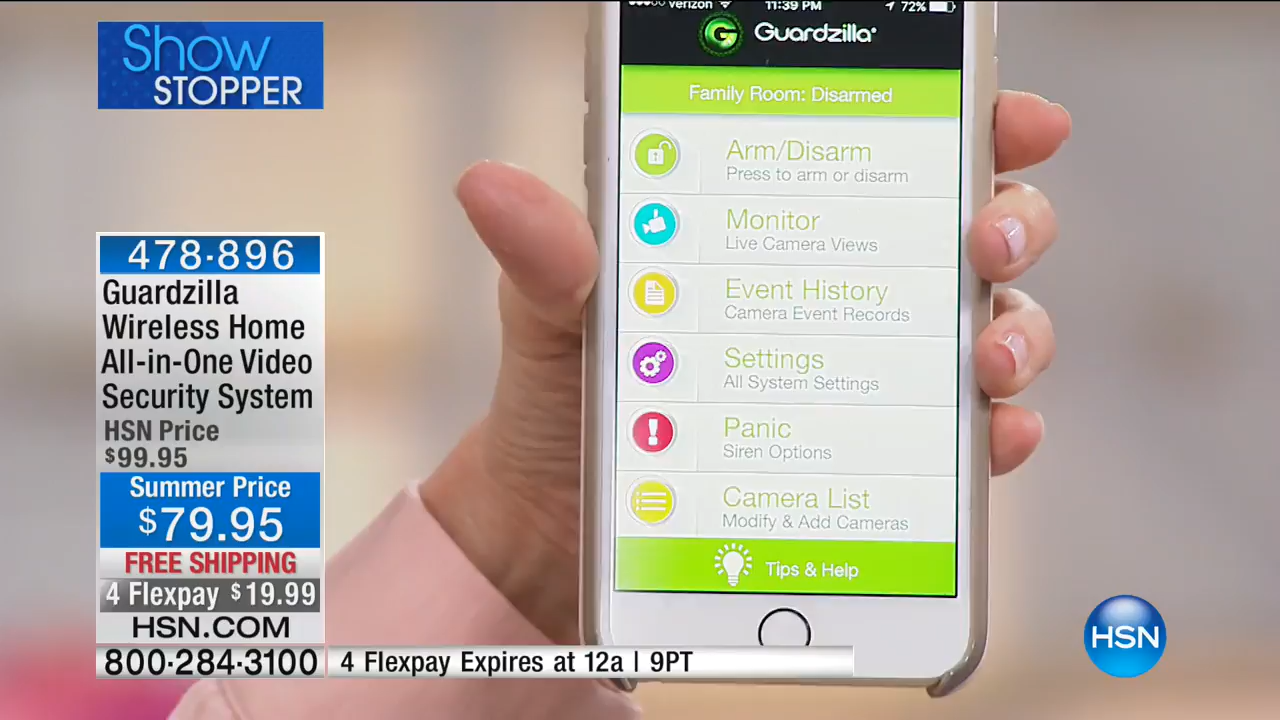 Show
STOPPER
478-896
Guardzilla
Wireless Home
All-in-One Video
Security System
HSN Price
$99.95
Summer Price
$79.95
FREE SHIPPING
4 Flexpay $19.99
HSN.COM
800-284-3100
4 Flexpay Expires at 12a | 9PT
verizon 11:39 PM 72%
G Guardzilla
Family Room: Disarmed
Arm/Disarm
Press to arm or disarm
Monitor
Live Camera Views
Event History
Camera Event Records
Settings
All System Settings
Panic
Siren Options
Camera List
Modify & Add Cameras
Tips & Help
HSN